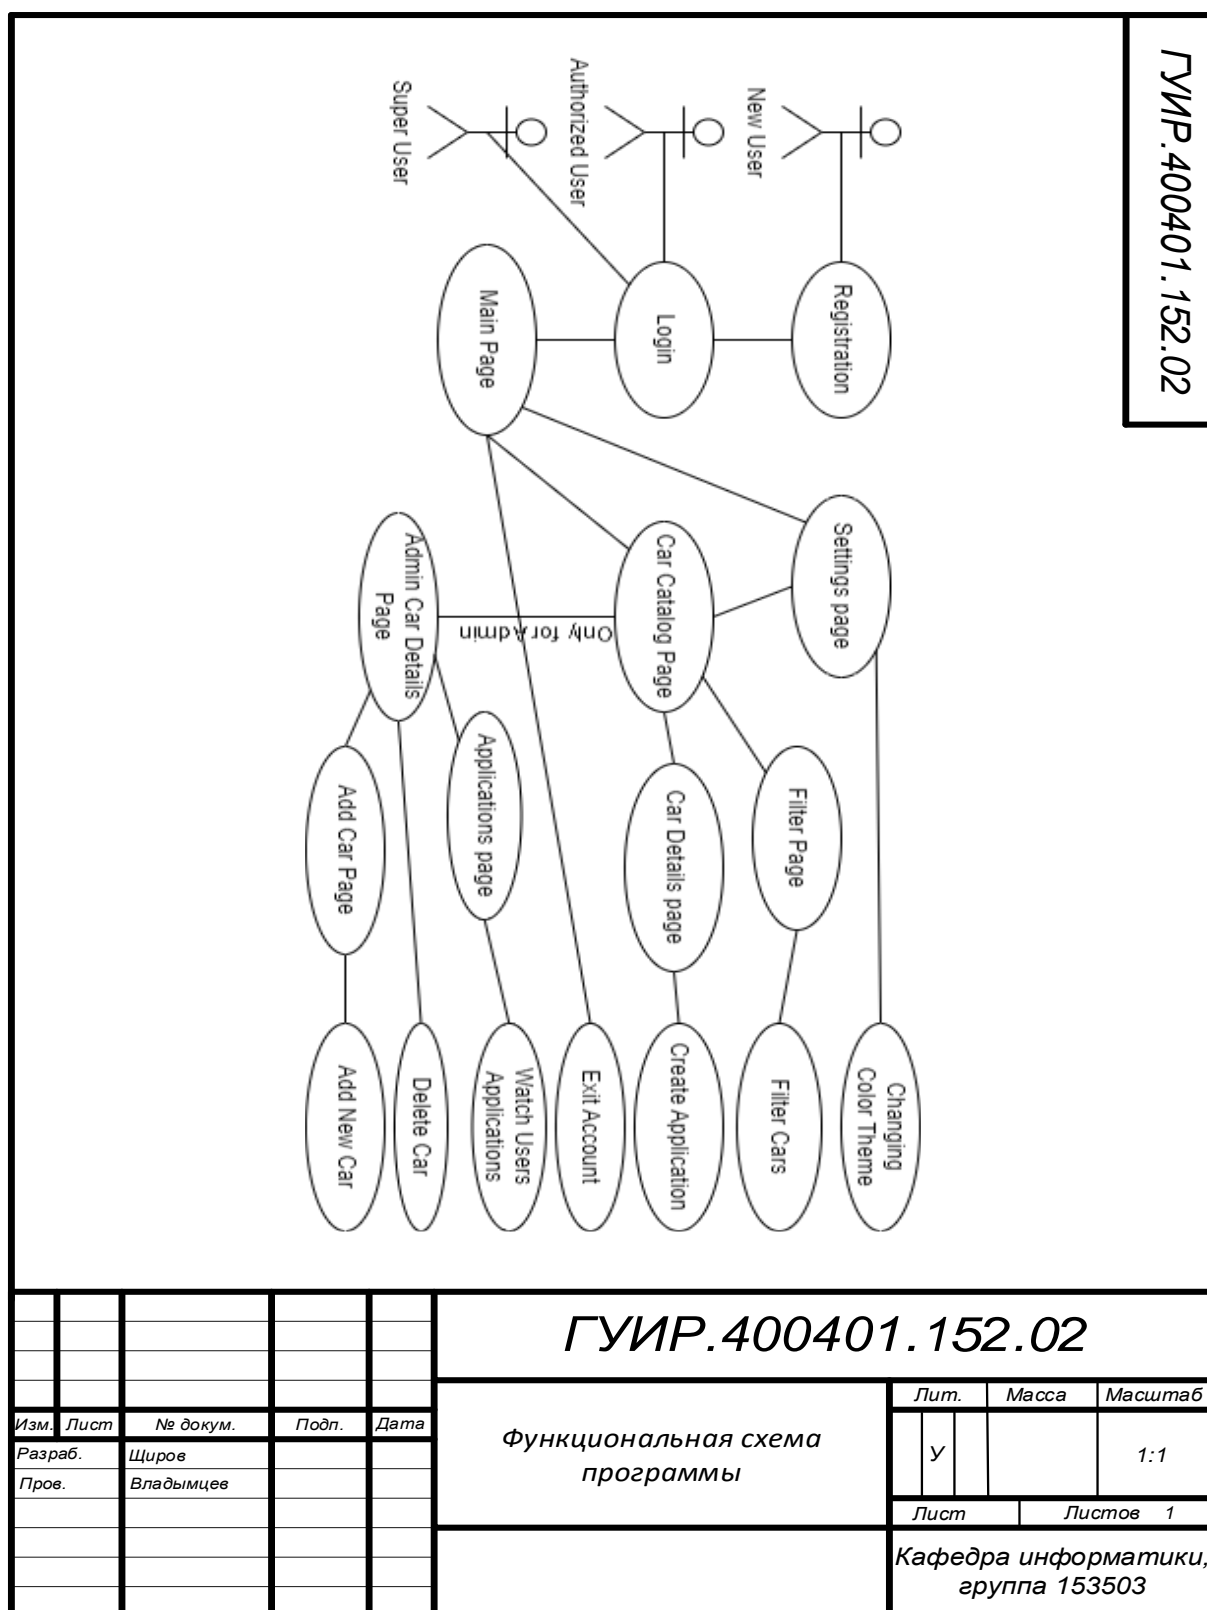 ГУИР.400401.152.02
New User
Authorized User
Super User
Registration
Login
Main Page
Settings page
Car Catalog Page
Only for Admin
Admin Car Details
Page
Filter Page
Car Details page
Applications page
Add Car Page
Changing
Color Theme
Filter Cars
Create Application
Exit Account
Watch Users
Applications
Delete Car
Add New Car
ГУИР.400401.152.02
Изм. Лист № докум. Подп. Дата
Разраб. Щиров
Пров. Владымцев
Функциональная схема
программы
Лит. Масса Масштаб
У 1:1
Лист Листов 1
Кафедра информатики,
группа 153503